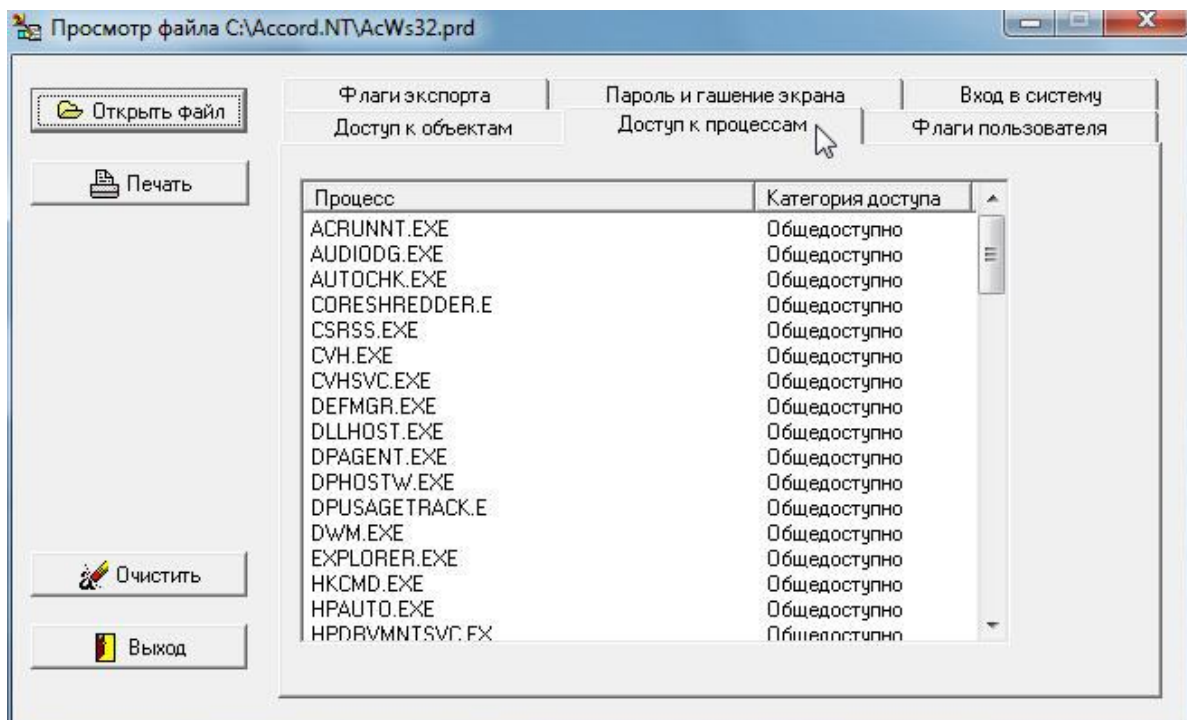 Просмотр файла C:\Accord.NT\AcWs32.prd
Открыть файл
Печать
Очистить
Выход
Флаги экспорта Пароль и гашение экрана Вход в систему
Доступ к объектам Доступ к процессам Флаги пользователя
Процесс Категория доступа
ACRUNNT.EXE Общедоступно
AUDIODG.EXE Общедоступно
AUTOCHK.EXE Общедоступно
CORESHREDDER.E Общедоступно
CSRSS.EXE Общедоступно
CVH.EXE Общедоступно
CVHSVC.EXE Общедоступно
DEFMGR.EXE Общедоступно
DLLHOST.EXE Общедоступно
DPAGENT.EXE Общедоступно
DPHOSTW.EXE Общедоступно
DPUSAGETRACK.E Общедоступно
DWM.EXE Общедоступно
EXPLORER.EXE Общедоступно
HKCMD.EXE Общедоступно
HPAUTO.EXE Общедоступно
HPDRVMNTSVC.EX Общедоступно